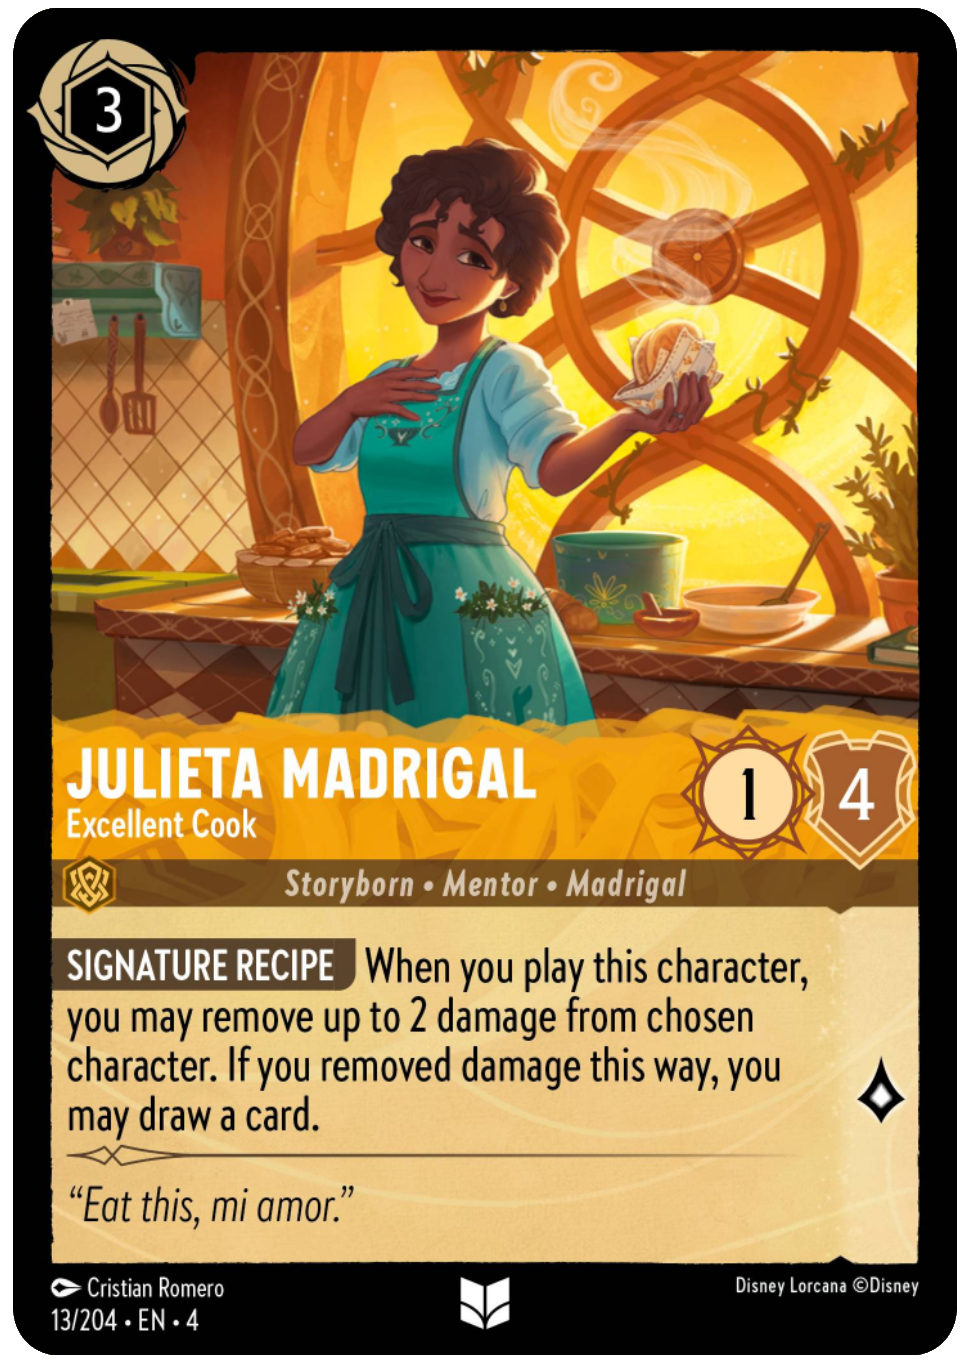 3
JULIETA MADRIGAL
Excellent Cook
1
4
Storyborn • Mentor • Madrigal
SIGNATURE RECIPE When you play this character,
you may remove up to 2 damage from chosen
character. If you removed damage this way, you
may draw a card.
“Eat this, mi amor.”
Cristian Romero
Disney Lorcana ©Disney
13/204 • EN • 4